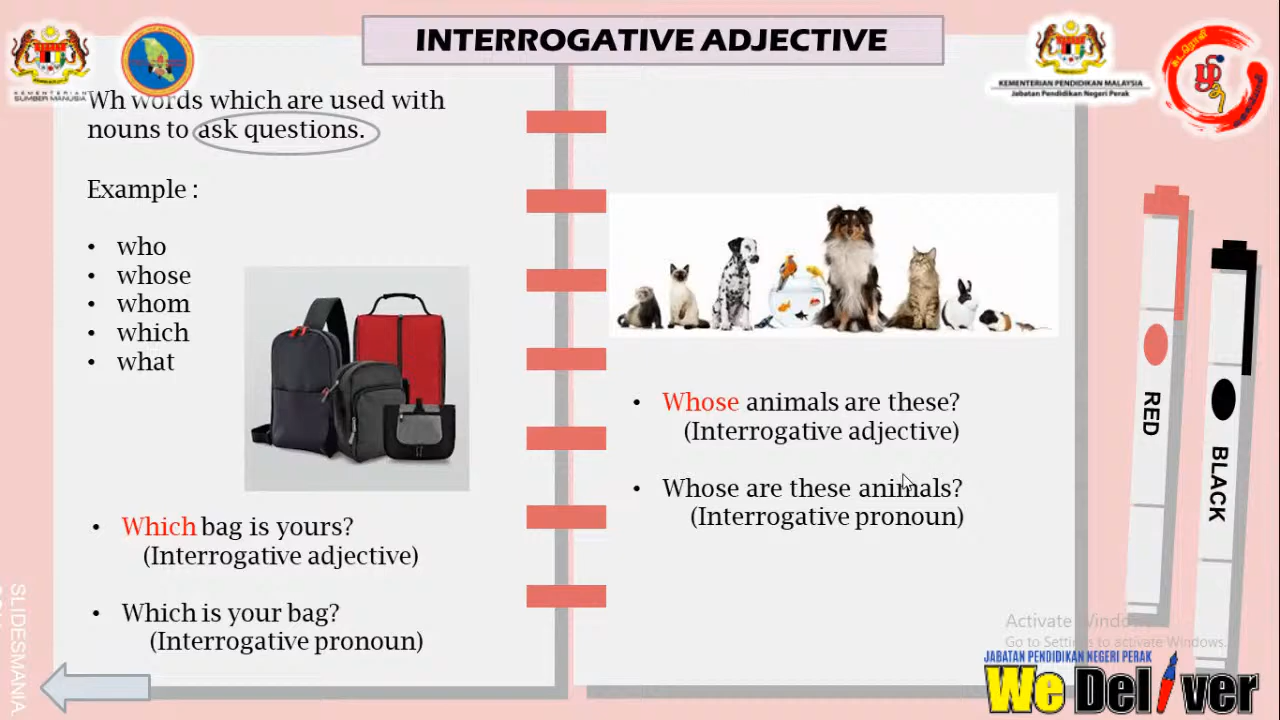 INTERROGATIVE ADJECTIVE
KEMENTERIAN
SUMBER MANUSIA
KEMENTERIAN PENDIDIKAN MALAYSIA
Jabatan Pendidikan Negeri Perak
Wh words which are used with
nouns to ask questions.
Example :
• who
• whose
• whom
• which
• what
• Which bag is yours?
(Interrogative adjective)
• Which is your bag?
(Interrogative pronoun)
• Whose animals are these?
(Interrogative adjective)
• Whose are these animals?
(Interrogative pronoun)
RED
BLACK
SLIDESMANIA.
Activate Windows
Go to Settings to activate Windows.
JABATAN PENDIDIKAN NEGERI PERAK
We Deliver